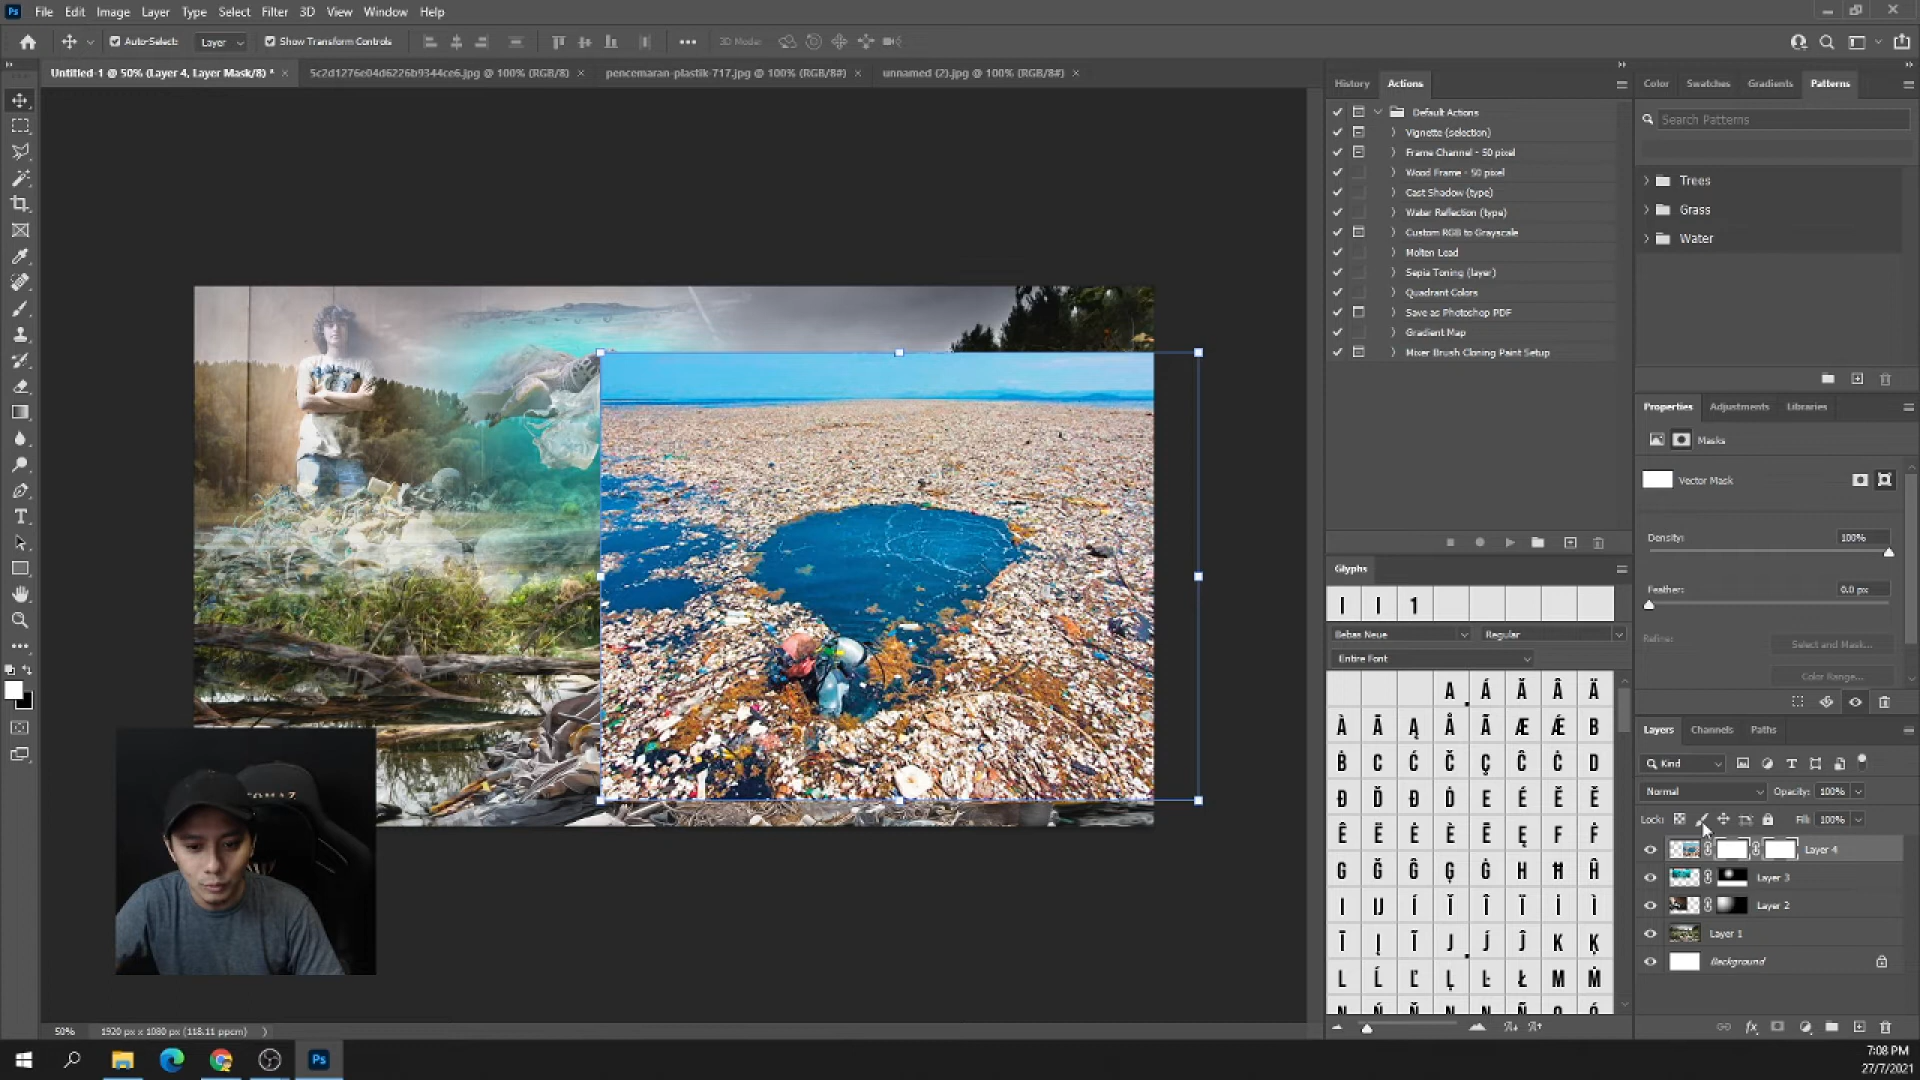 Ps File Edit Image Layer Type Select Filter 3D View Window Help
Auto-Select: Layer Show Transform Controls 3D Mode:
Untitled-1 @ 50% (Layer 4, Layer Mask/8) * × 5c2d1276e04d6226b9344ce6.jpg @ 100% (RGB/8) × pencemaran-plastik-717.jpg @ 100% (RGB/8#) × unnamed (2).jpg @ 100% (RGB/8#) ×
History Actions
Default Actions
Vignette (selection)
Frame Channel - 50 pixel
Wood Frame - 50 pixel
Cast Shadow (type)
Water Reflection (type)
Custom RGB to Grayscale
Molten Lead
Sepia Toning (layer)
Quadrant Colors
Save as Photoshop PDF
Gradient Map
Mixer Brush Cloning Paint Setup
Color Swatches Gradients Patterns
Search Patterns
Trees
Grass
Water
Properties Adjustments Libraries
Masks
Vector Mask
Density: 100%
Feather: 0.0 px
Refine: Select and Mask...
Color Range...
Glyphs
Bebas Neue Regular
Entire Font
A Á Ă Â Ä
À Ā Ą Å Ã Æ Ǽ B
Layers Channels Paths
Kind
Normal Opacity: 100%
Lock: Fill: 100%
Layer 4
Layer 3
Layer 2
Layer 1
Background
50% 1920 px x 1080 px (118.11 ppcm)
7:08 PM
27/7/2021